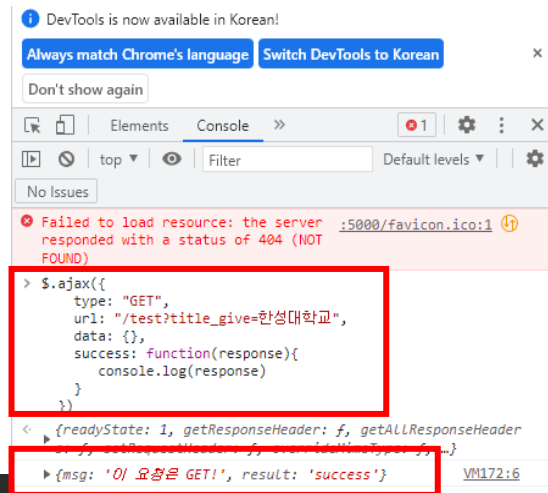 DevTools is now available in Korean!
Always match Chrome's language Switch DevTools to Korean
Don't show again
Elements Console
1
top Filter Default levels
No Issues
Failed to load resource: the server :5000/favicon.ico:1
responded with a status of 404 (NOT
FOUND)
> $.ajax({
type: "GET",
url: "/test?title_give=한성대학교",
data: {},
success: function(response){
console.log(response)
}
})
{readyState: 1, getResponseHeader: ƒ, getAllResponseHeader
s: ƒ, setRequestHeader: ƒ, overrideMimeType: ƒ, …}
{msg: '이 요청은 GET!', result: 'success'} VM172:6